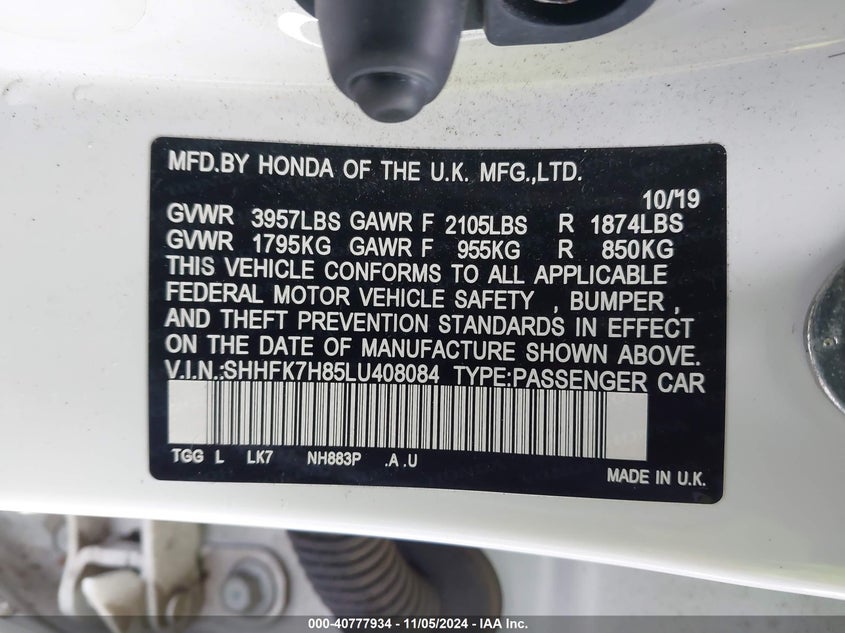 MFD.BY HONDA OF THE U.K. MFG.,LTD.
10/'19
GVWR 3957LBS GAWR F 2105LBS R 1874LBS
GVWR 1795KG GAWR F 955KG R 850KG
THIS VEHICLE CONFORMS TO ALL APPLICABLE
FEDERAL MOTOR VEHICLE SAFETY , BUMPER ,
AND THEFT PREVENTION STANDARDS IN EFFECT
ON THE DATE OF MANUFACTURE SHOWN ABOVE.
V.I.N.:SHHFK7H85LU408084 TYPE:PASSENGER CAR
TGG L LK7 NH883P .A .U
MADE IN U.K.
000-40777934 - 11/05/2024 - IAA Inc.